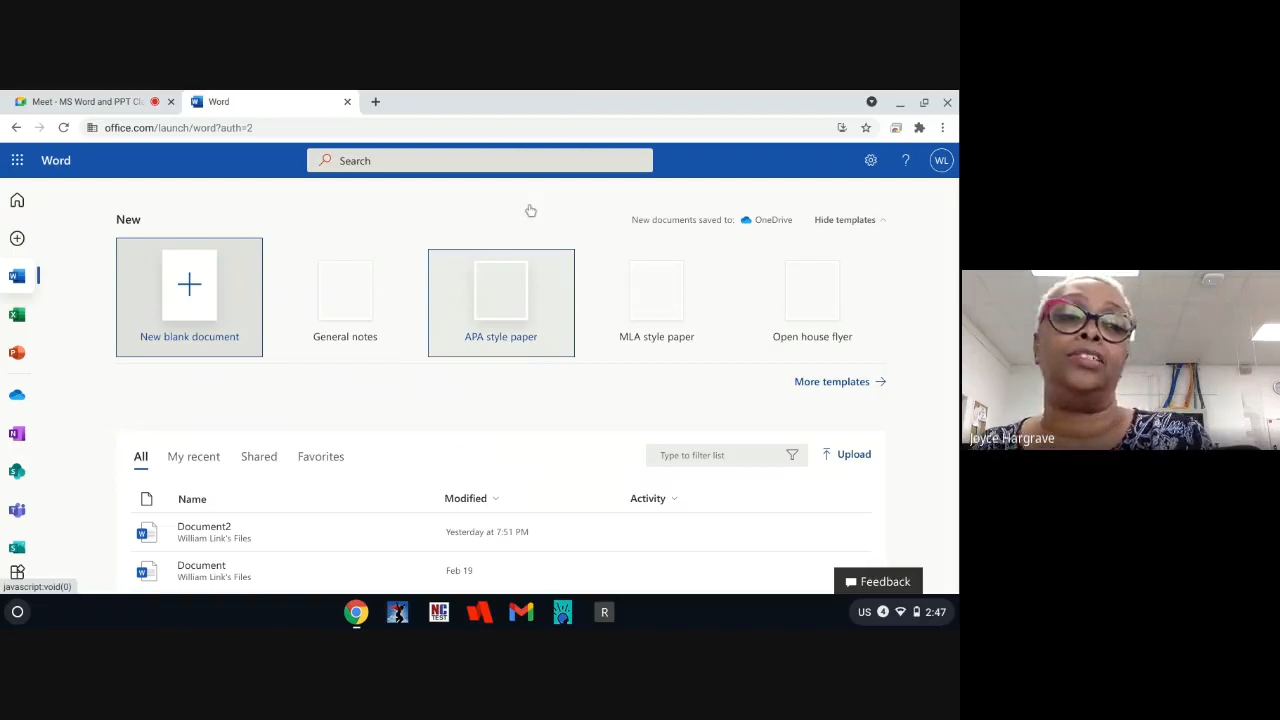 Meet - MS Word and PPT Cl
Word
office.com/launch/word?auth=2
Word
Search
WL
New
New documents saved to: OneDrive
Hide templates
New blank document
General notes
APA style paper
MLA style paper
Open house flyer
More templates
All
My recent
Shared
Favorites
Type to filter list
Upload
Name
Modified
Activity
Document2
William Link's Files
Yesterday at 7:51 PM
Document
William Link's Files
Feb 19
Feedback
javascript:void(0)
NC
TEST
R
US 4 2:47
Joyce Hargrave